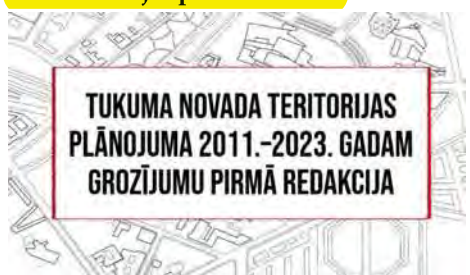 TUKUMA NOVADA TERITORIJAS
PLĀNOJUMA 2011.–2023. GADAM
GROZĪJUMU PIRMĀ REDAKCIJA